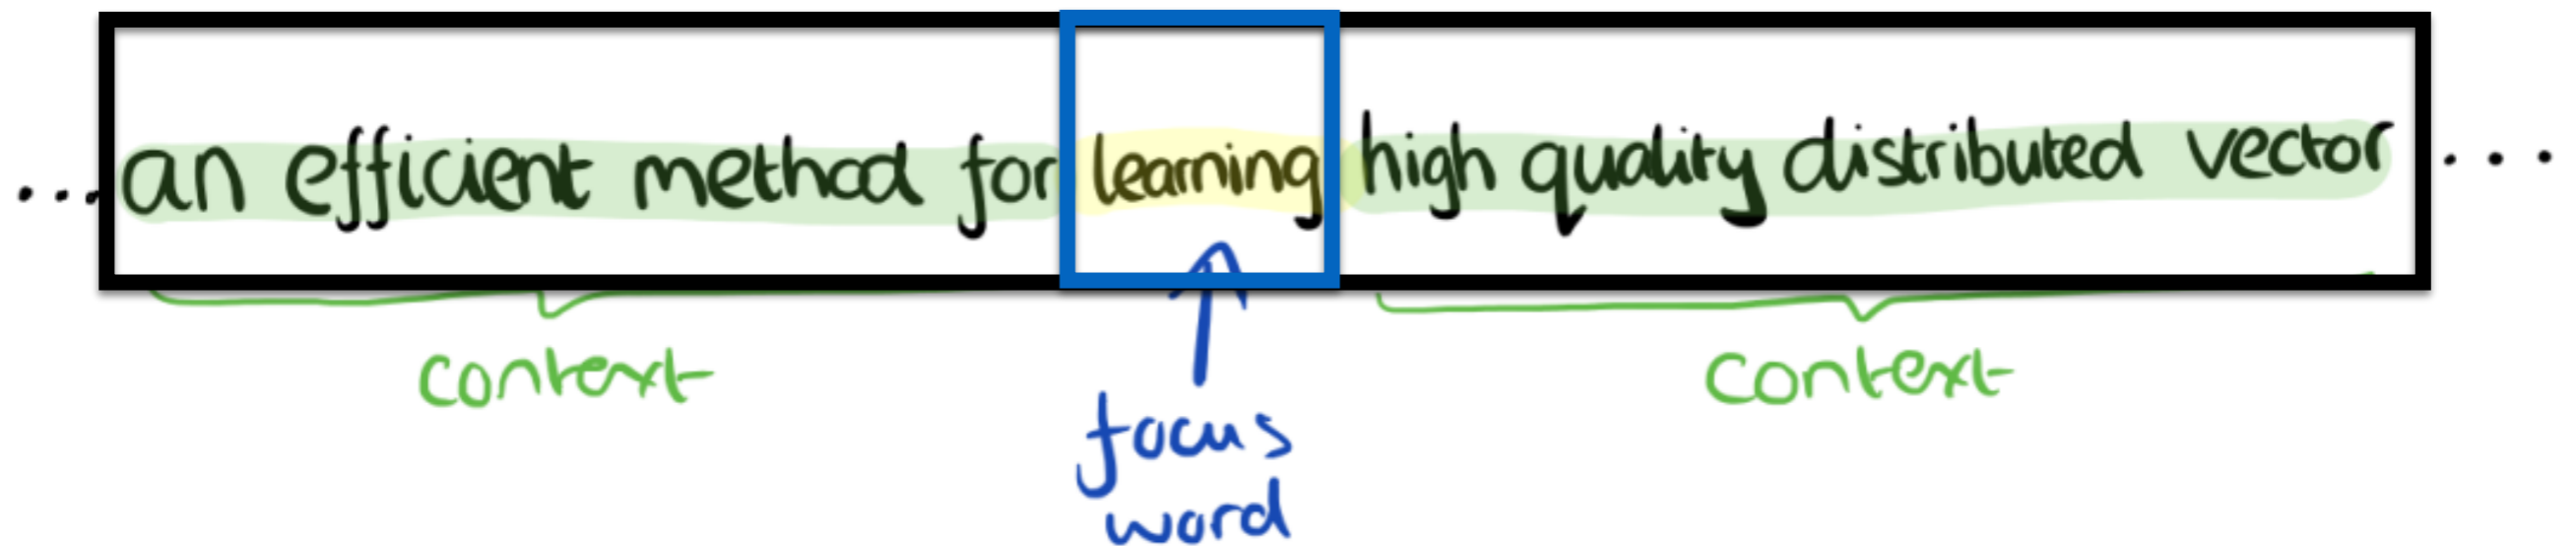 ... an efficient method for learning high quality distributed vector ...
context
context
focus
word